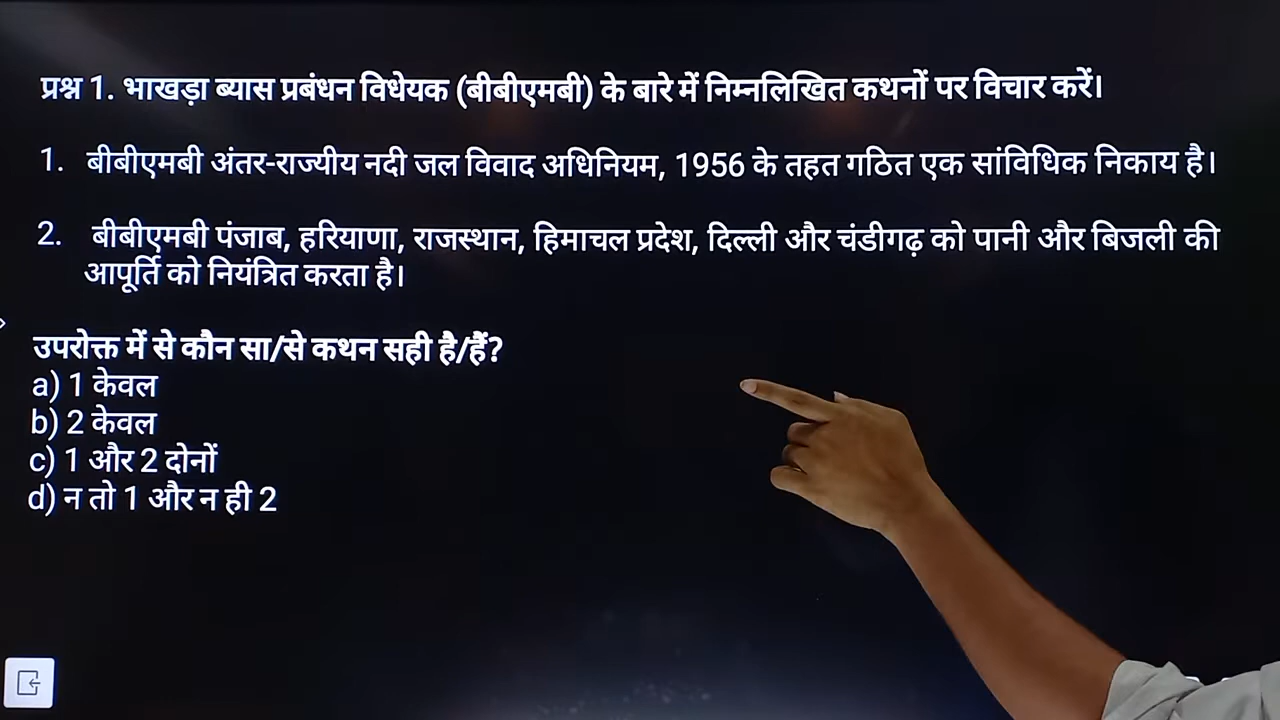 प्रश्न 1. भाखड़ा ब्यास प्रबंधन विधेयक (बीबीएमबी) के बारे में निम्नलिखित कथनों पर विचार करें।
1. बीबीएमबी अंतर-राज्यीय नदी जल विवाद अधिनियम, 1956 के तहत गठित एक सांविधिक निकाय है।
2. बीबीएमबी पंजाब, हरियाणा, राजस्थान, हिमाचल प्रदेश, दिल्ली और चंडीगढ़ को पानी और बिजली की
आपूर्ति को नियंत्रित करता है।
उपरोक्त में से कौन सा/से कथन सही है/हैं?
a) 1 केवल
b) 2 केवल
c) 1 और 2 दोनों
d) न तो 1 और न ही 2